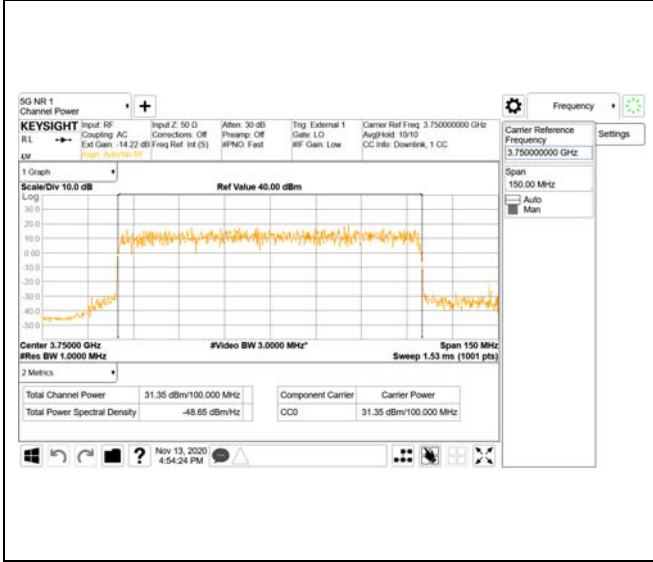 5G NR 1
Channel Power
Frequency
KEYSIGHT
RL
Input: RF
Coupling: AC
Ext Gain: -14.22 dB
Align: Auto/No RF
Input Z: 50 Ω
Corrections: Off
Freq Ref: Int (S)
Atten: 30 dB
Preamp: Off
#PNO: Fast
Trig: External 1
Gate: LO
#IF Gain: Low
Carrier Ref Freq: 3.750000000 GHz
Avg|Hold: 10/10
CC Info: Downlink, 1 CC
Carrier Reference
Frequency
3.750000000 GHz
Settings
Span
150.00 MHz
Auto
Man
1 Graph
Scale/Div 10.0 dB
Ref Value 40.00 dBm
Log
30.0
20.0
10.0
0.00
-10.0
-20.0
-30.0
-40.0
-50.0
Center 3.75000 GHz
#Video BW 3.0000 MHz*
Span 150 MHz
#Res BW 1.0000 MHz
Sweep 1.53 ms (1001 pts)
2 Metrics
Total Channel Power
31.35 dBm/100.000 MHz
Total Power Spectral Density
-48.65 dBm/Hz
Component Carrier
Carrier Power
CC0
31.35 dBm/100.000 MHz
?
Nov 13, 2020
4:54:24 PM